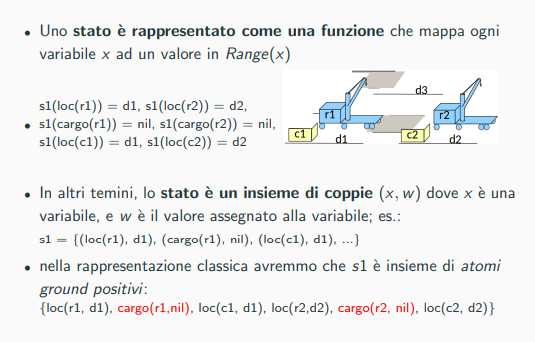 • Uno stato è rappresentato come una funzione che mappa ogni
variabile x ad un valore in Range(x)
s1(loc(r1)) = d1, s1(loc(r2)) = d2,
• s1(cargo(r1)) = nil, s1(cargo(r2)) = nil,
s1(loc(c1)) = d1, s1(loc(c2)) = d2
d3
r1
r2
c1
c2
d1
d2
• In altri temini, lo stato è un insieme di coppie (x, w) dove x è una
variabile, e w è il valore assegnato alla variabile; es.:
s1 = {(loc(r1), d1), (cargo(r1), nil), (loc(c1), d1), ...}
• nella rappresentazione classica avremmo che s1 è insieme di atomi
ground positivi:
{loc(r1, d1), cargo(r1,nil), loc(c1, d1), loc(r2,d2), cargo(r2, nil), loc(c2, d2)}